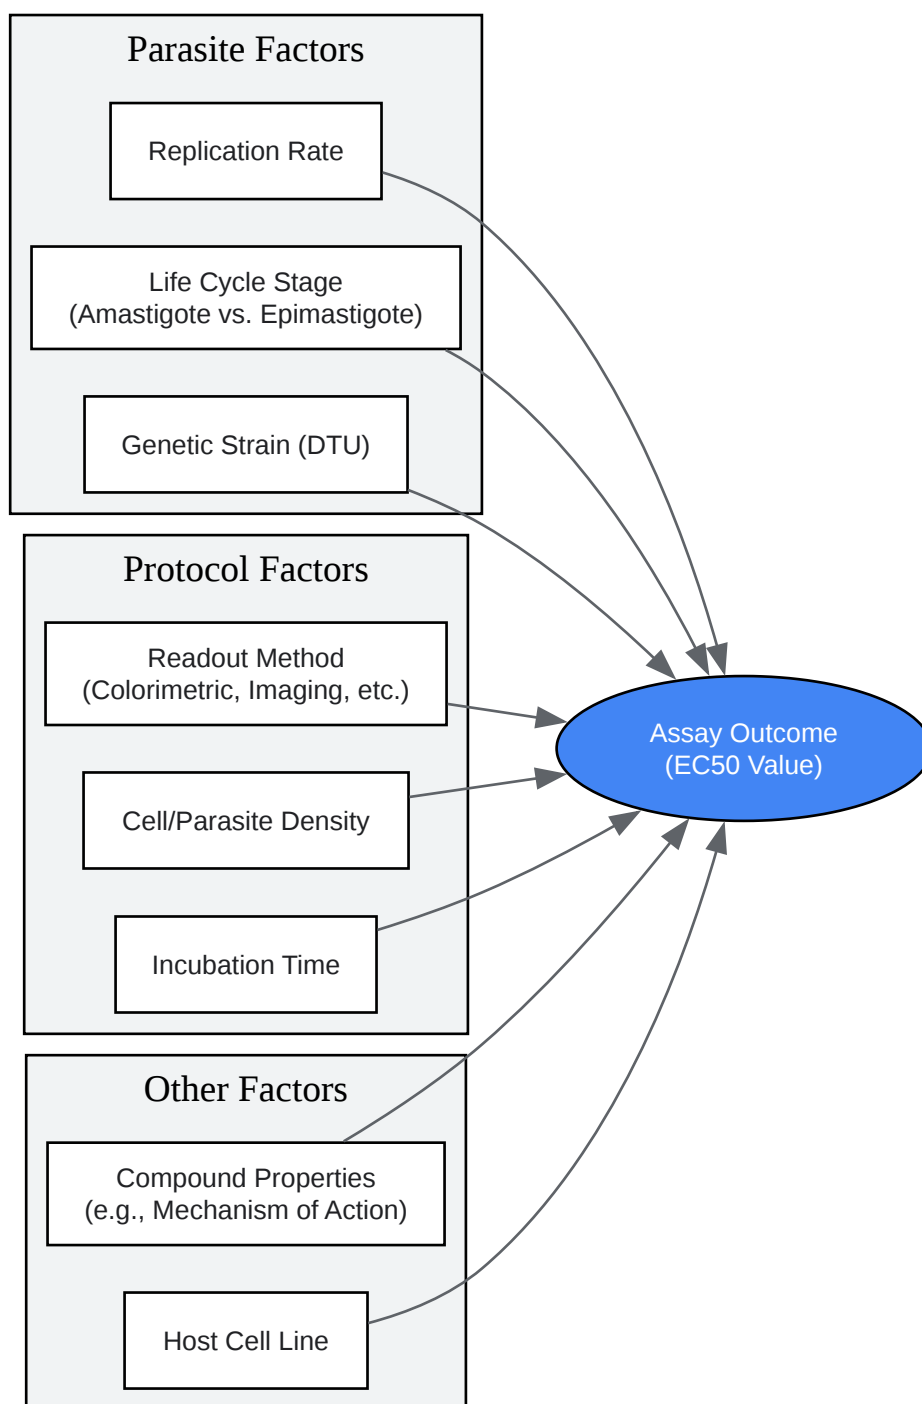 Parasite Factors
Replication Rate
Life Cycle Stage
(Amastigote vs. Epimastigote)
Genetic Strain (DTU)
Protocol Factors
Readout Method
(Colorimetric, Imaging, etc.)
Cell/Parasite Density
Incubation Time
Other Factors
Compound Properties
(e.g., Mechanism of Action)
Host Cell Line
Assay Outcome
(EC50 Value)